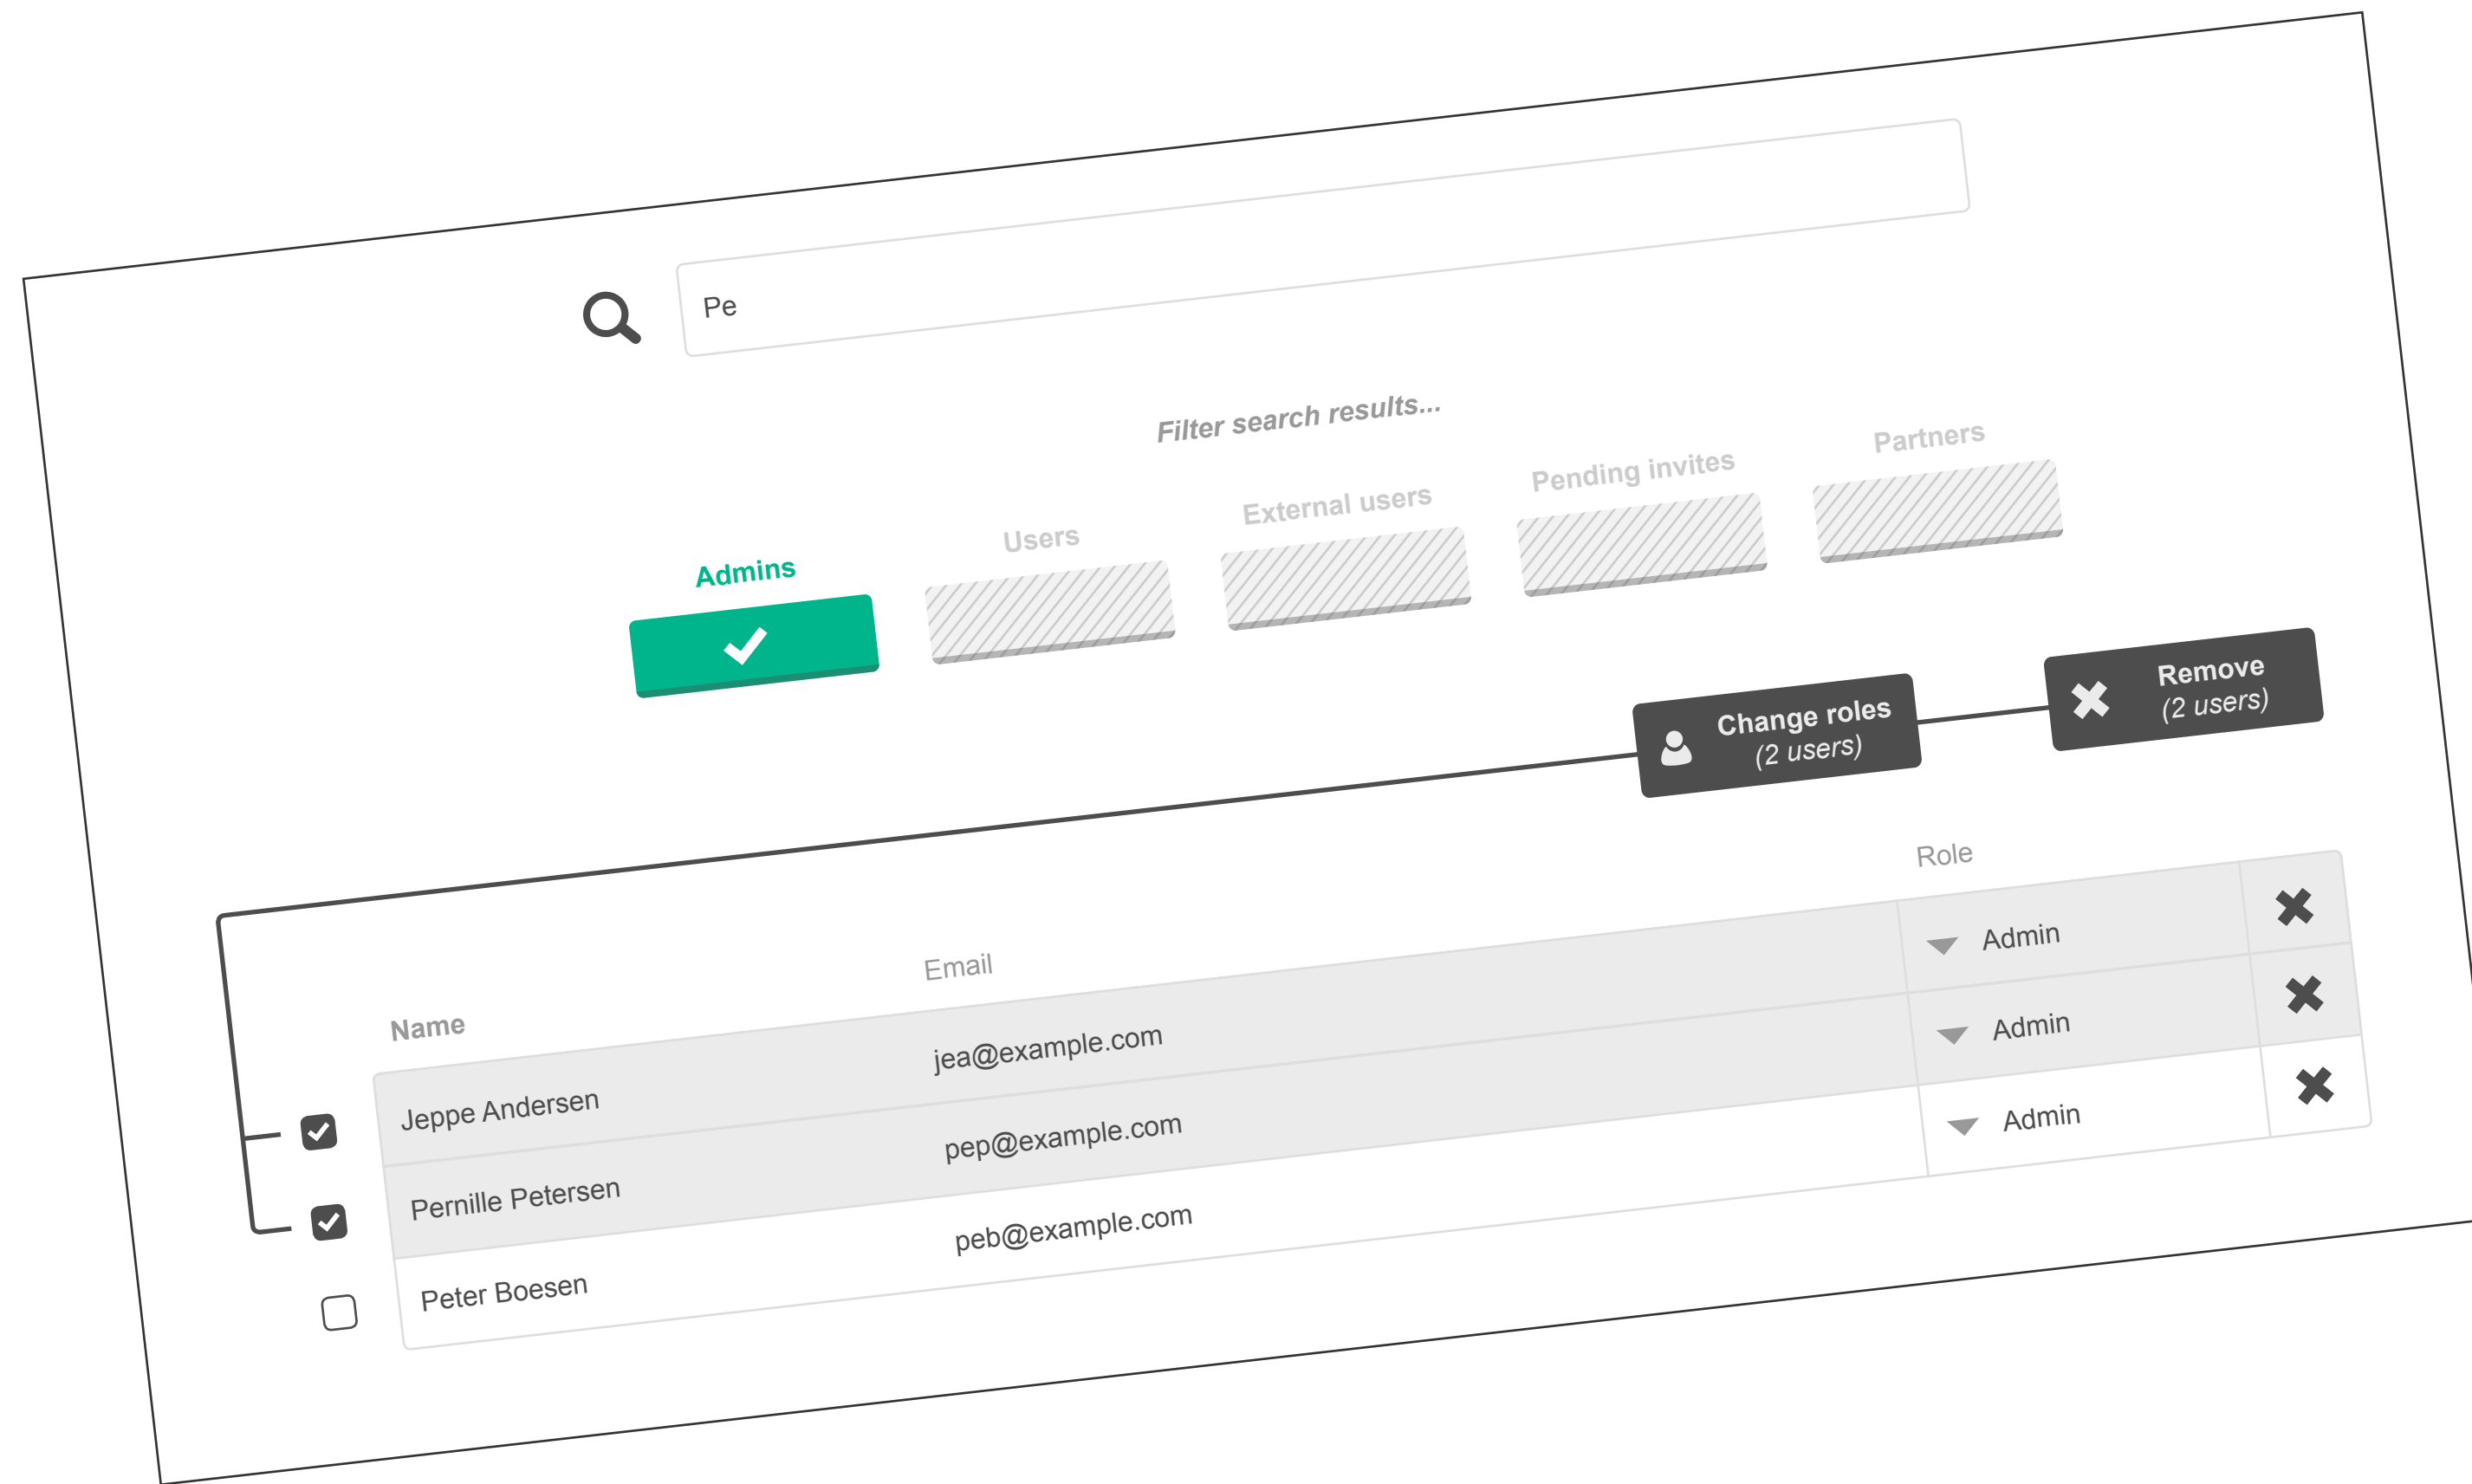 Pe
Filter search results...
Admins
Users
External users
Pending invites
Partners
Change roles
(2 users)
Remove
(2 users)
Name
Email
Role
Jeppe Andersen
jea@example.com
Admin
Pernille Petersen
pep@example.com
Admin
Peter Boesen
peb@example.com
Admin